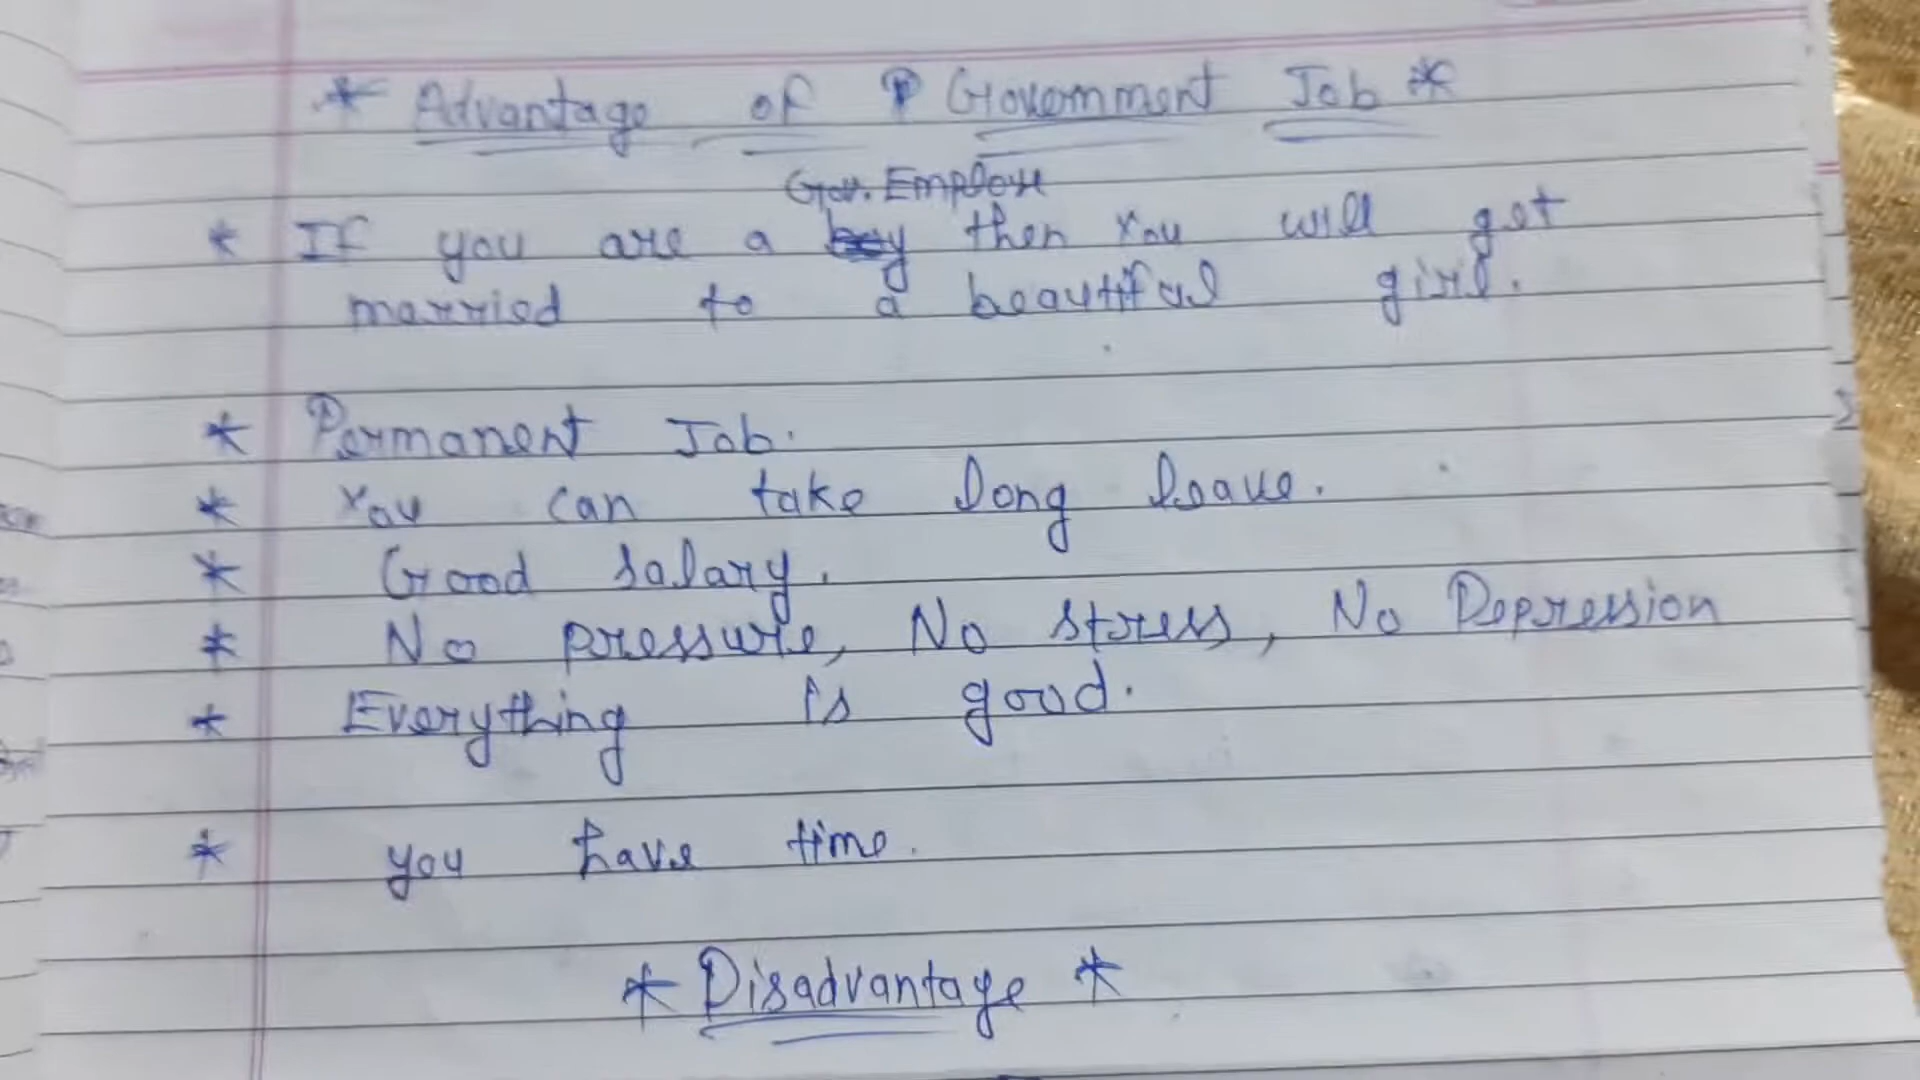 * Advantage of Government Job *
Gov. Employe
* If you are a boy then you will get
married to a beautiful girl.
* Permanent Job.
* You can take long leave.
* Good salary.
* No pressure, No stress, No Depression
* Everything is good.
* you have time.
* Disadvantage *